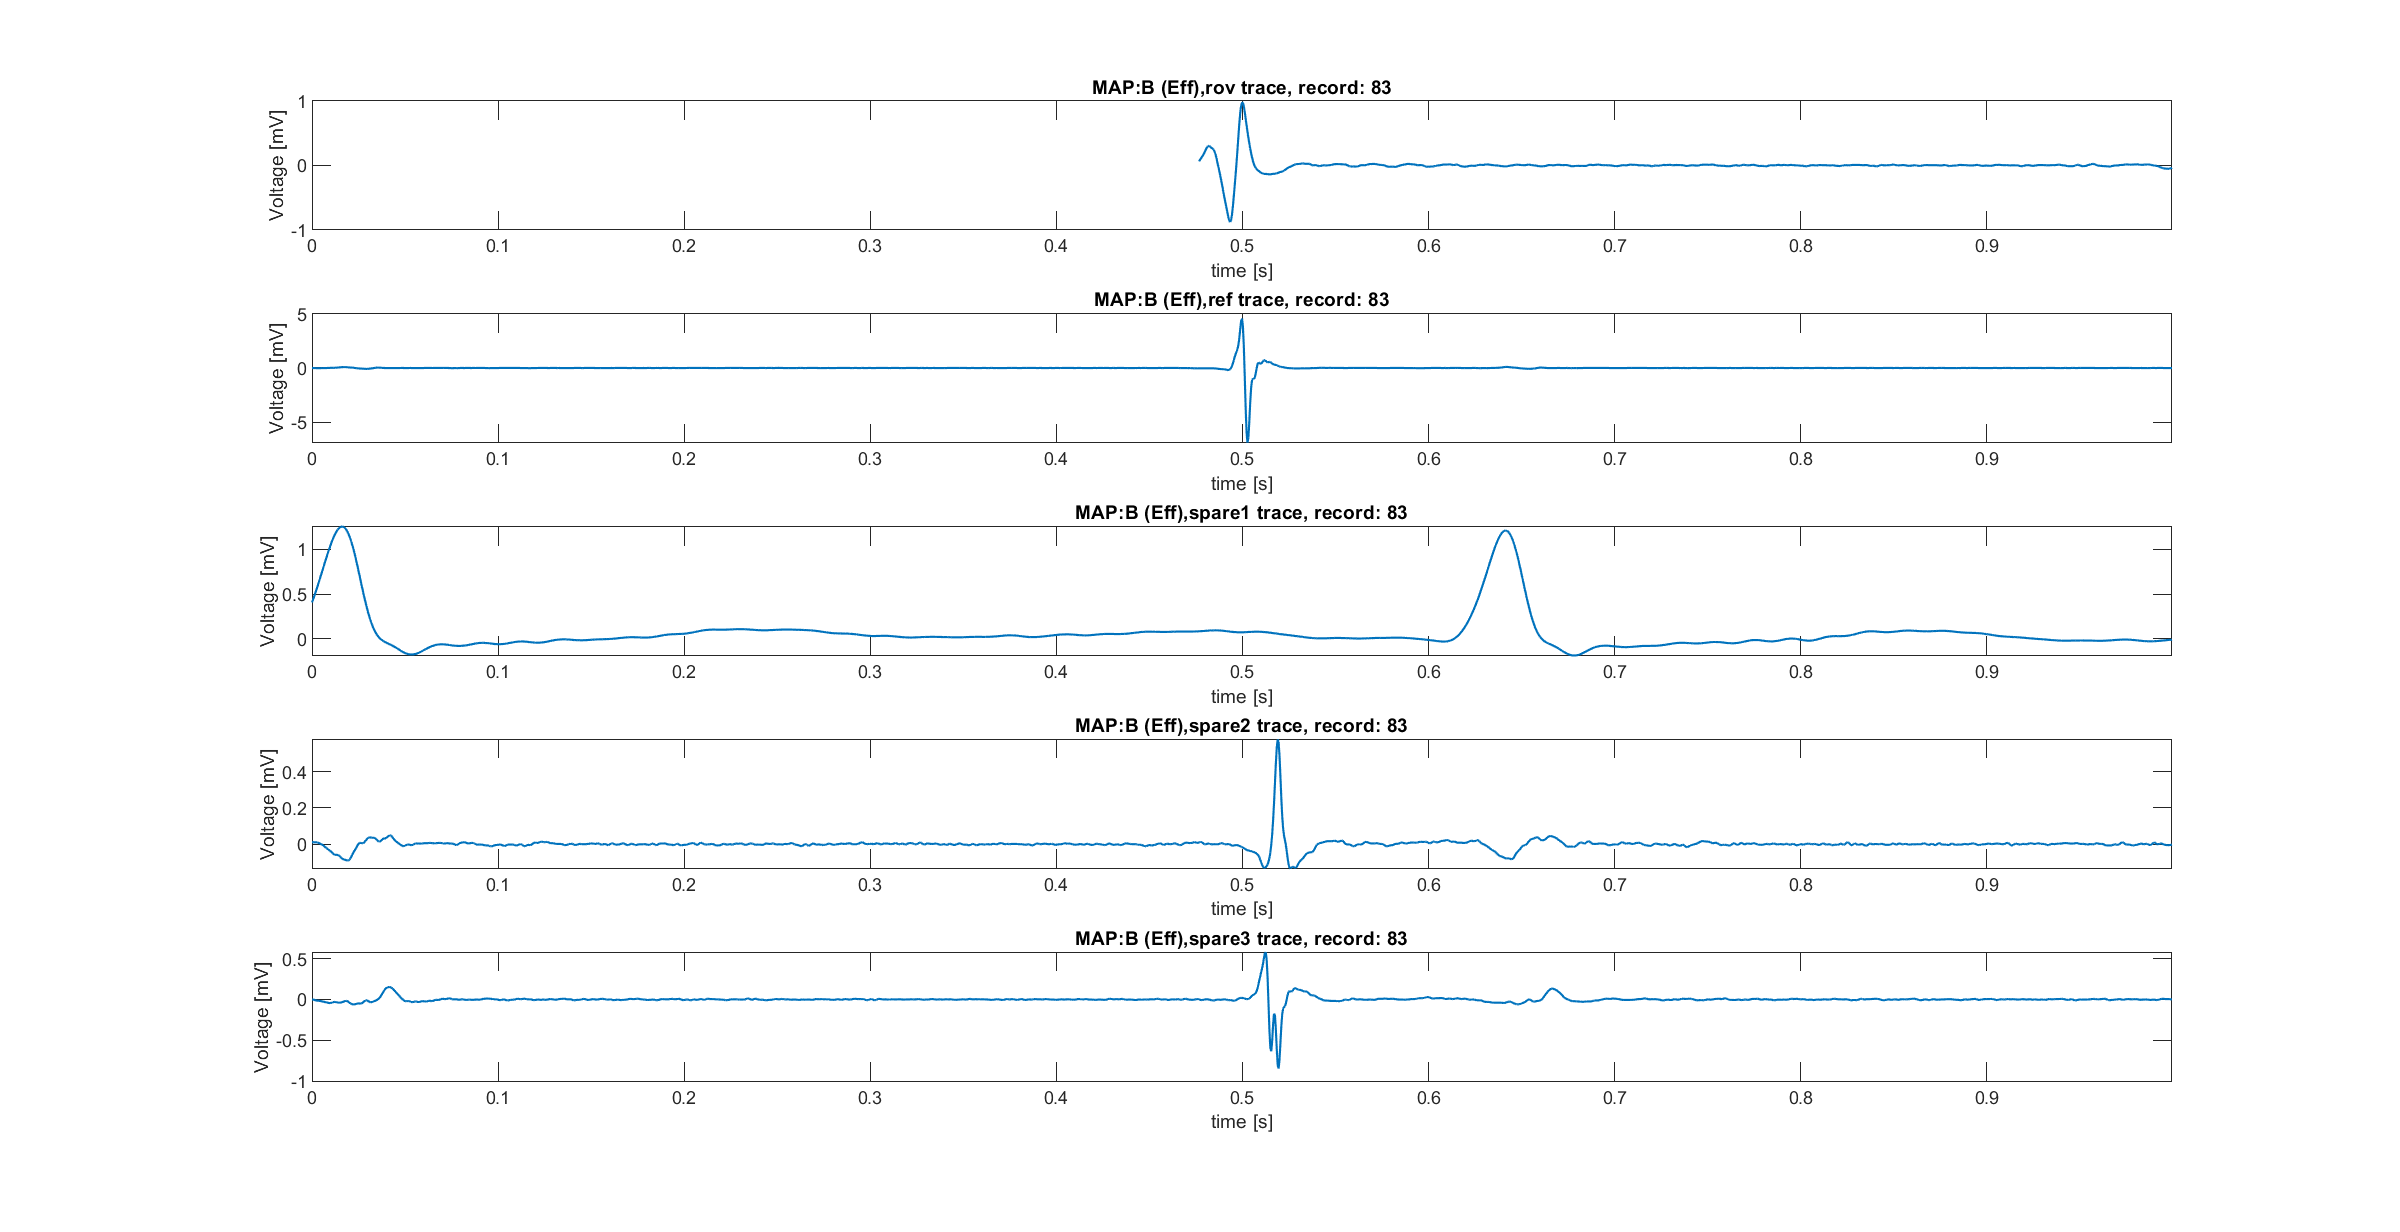 MAP:B (Eff),rov trace, record: 83
Voltage [mV]
1
0
-1
0 0.1 0.2 0.3 0.4 0.5 0.6 0.7 0.8 0.9
time [s]
MAP:B (Eff),ref trace, record: 83
Voltage [mV]
5
0
-5
0 0.1 0.2 0.3 0.4 0.5 0.6 0.7 0.8 0.9
time [s]
MAP:B (Eff),spare1 trace, record: 83
Voltage [mV]
1
0.5
0
0 0.1 0.2 0.3 0.4 0.5 0.6 0.7 0.8 0.9
time [s]
MAP:B (Eff),spare2 trace, record: 83
Voltage [mV]
0.4
0.2
0
0 0.1 0.2 0.3 0.4 0.5 0.6 0.7 0.8 0.9
time [s]
MAP:B (Eff),spare3 trace, record: 83
Voltage [mV]
0.5
0
-0.5
-1
0 0.1 0.2 0.3 0.4 0.5 0.6 0.7 0.8 0.9
time [s]